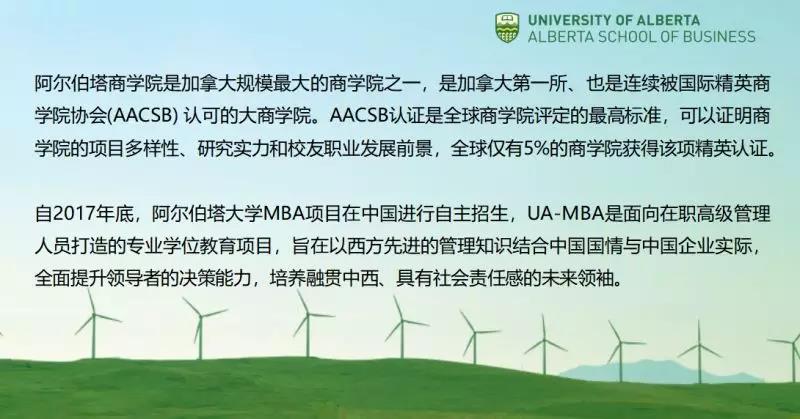 UNIVERSITY OF ALBERTA
ALBERTA SCHOOL OF BUSINESS
阿尔伯塔商学院是加拿大规模最大的商学院之一，是加拿大第一所、也是连续被国际精英商
学院协会(AACSB) 认可的大商学院。AACSB认证是全球商学院评定的最高标准，可以证明商
学院的项目多样性、研究实力和校友职业发展前景，全球仅有5%的商学院获得该项精英认证。
自2017年底，阿尔伯塔大学MBA项目在中国进行自主招生，UA-MBA是面向在职高级管理
人员打造的专业学位教育项目，旨在以西方先进的管理知识结合中国国情与中国企业实际，
全面提升领导者的决策能力，培养融贯中西、具有社会责任感的未来领袖。